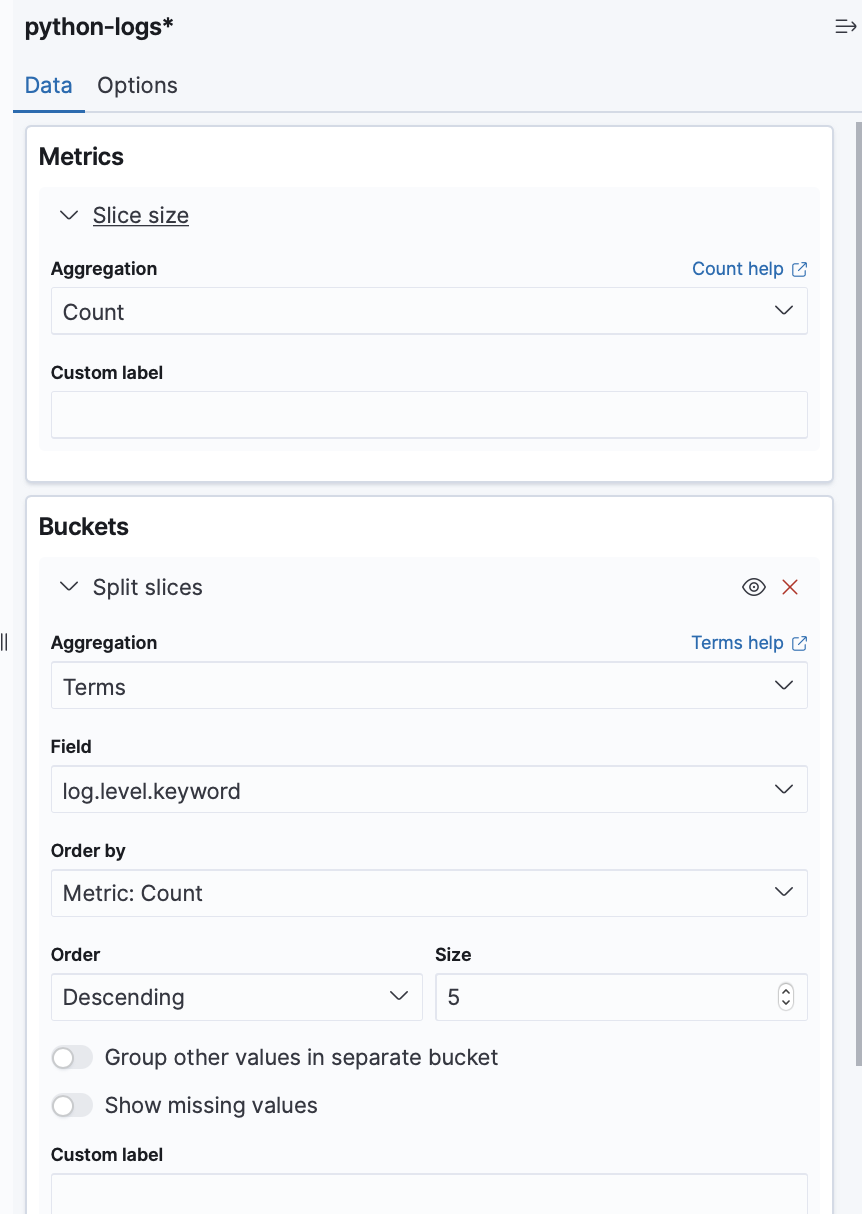 python-logs*
Data Options
Metrics
Slice size
Aggregation Count help
Count
Custom label
Buckets
Split slices
Aggregation Terms help
Terms
Field
log.level.keyword
Order by
Metric: Count
Order Size
Descending 5
Group other values in separate bucket
Show missing values
Custom label